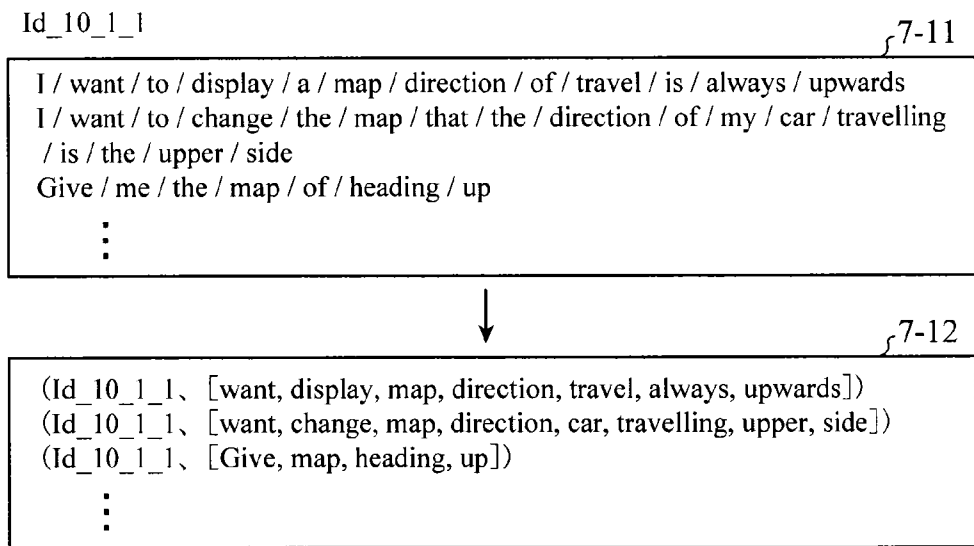 Id_10_1_1
7-11
I / want / to / display / a / map / direction / of / travel / is / always / upwards
I / want / to / change / the / map / that / the / direction / of / my / car / travelling
/ is / the / upper / side
Give / me / the / map / of / heading / up
7-12
(Id_10_1_1、[want, display, map, direction, travel, always, upwards])
(Id_10_1_1、[want, change, map, direction, car, travelling, upper, side])
(Id_10_1_1、[Give, map, heading, up])